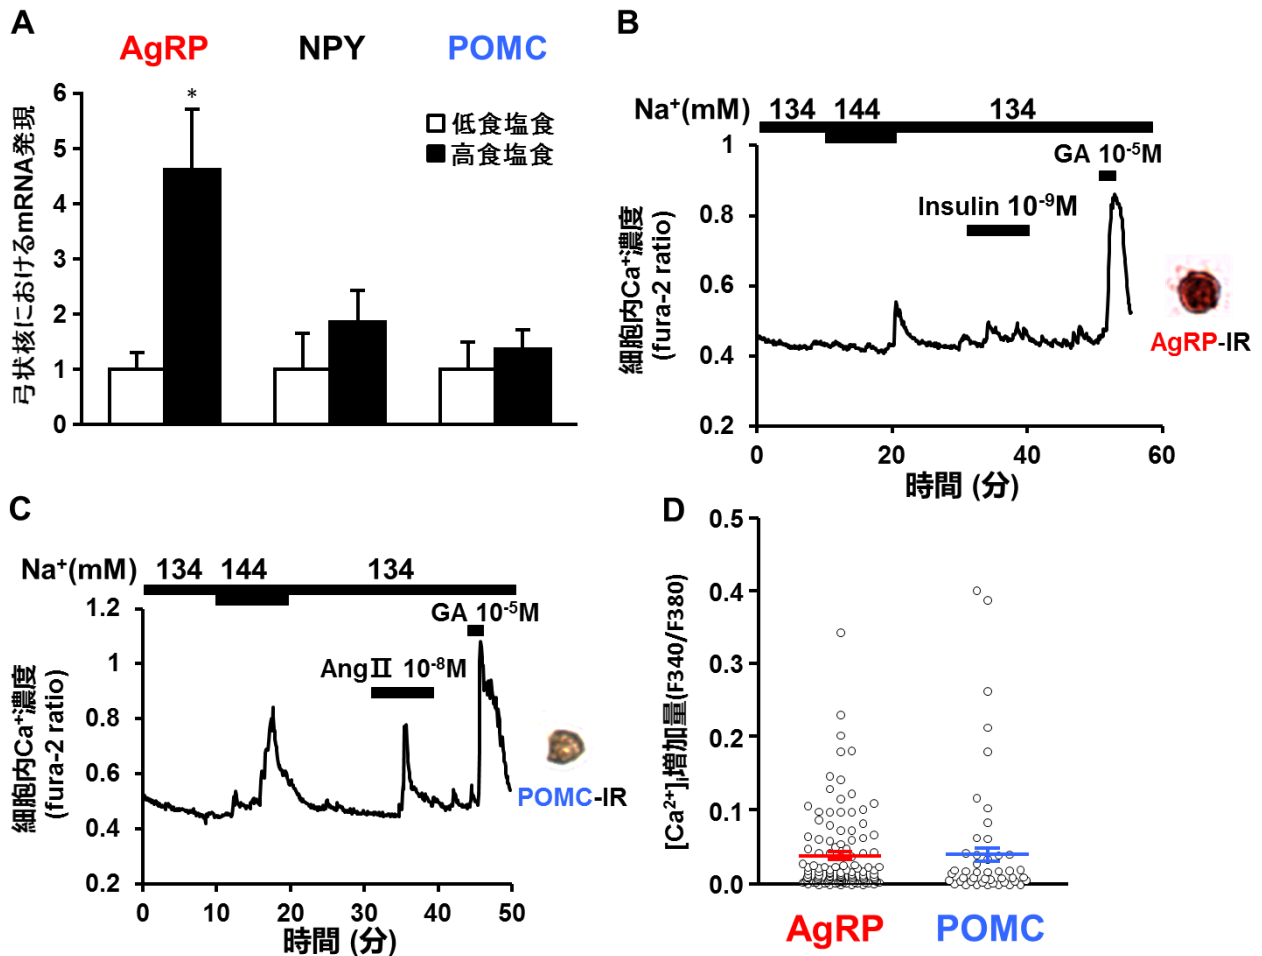 A
AgRP NPY POMC
弓状核におけるmRNA発現
6
5
4
3
2
1
0
*
低食塩食
高食塩食
B
Na⁺(mM) 134 144 134
細胞内Ca⁺濃度
(fura-2 ratio)
1
0.8
0.6
0.4
0.2
GA 10⁻⁵M
Insulin 10⁻⁹M
AgRP-IR
0 20 40 60
時間 (分)
C
Na⁺(mM) 134 144 134
細胞内Ca⁺濃度
(fura-2 ratio)
1.2
1
0.8
0.6
0.4
0.2
GA 10⁻⁵M
AngⅡ 10⁻⁸M
POMC-IR
0 10 20 30 40 50
時間 (分)
D
[Ca²⁺]ᵢ増加量(F340/F380)
0.5
0.4
0.3
0.2
0.1
0.0
AgRP POMC